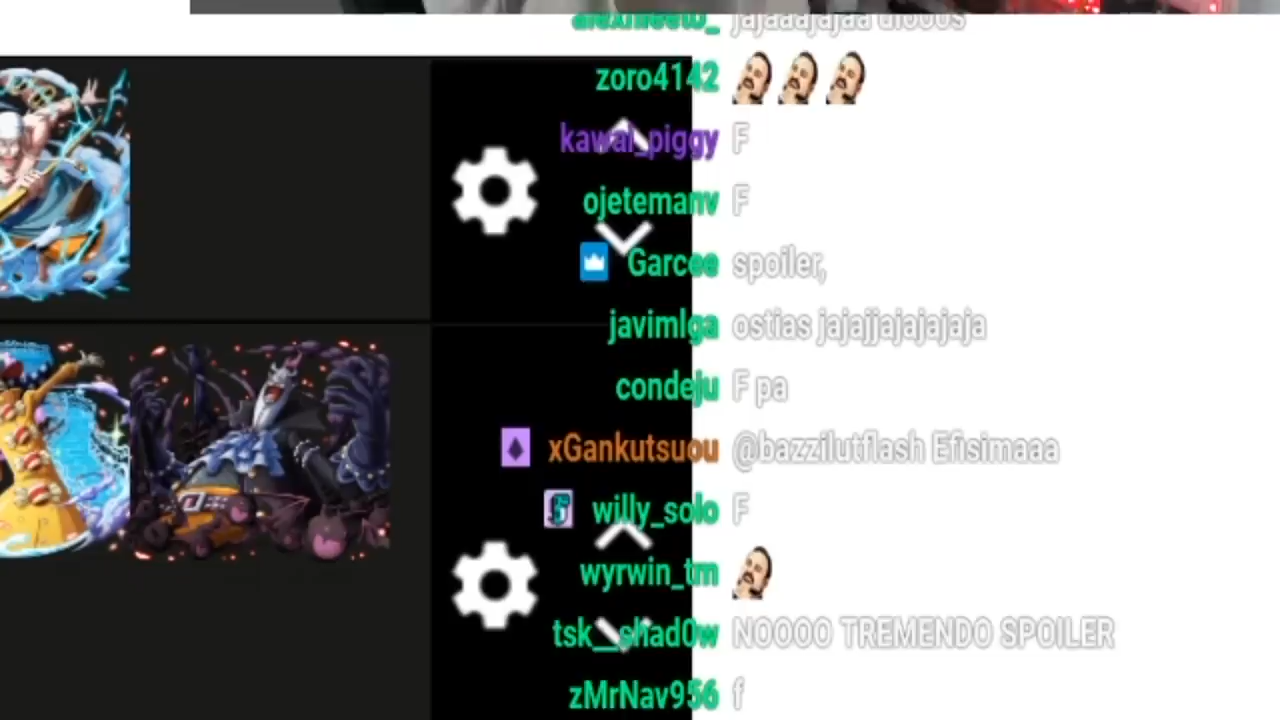 zoro4142
kawai_piggy F
ojetemanv F
Garcee spoiler,
javimlga ostias jajajjajajajaja
condeju F pa
xGankutsuou @bazzilutflash Efisimaaa
willy_solo F
wyrwin_tm
tsk__shad0w NOOOO TREMENDO SPOILER
zMrNav956 f